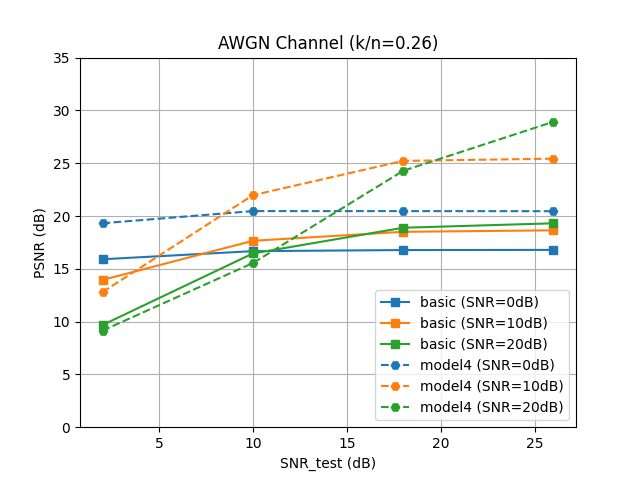 AWGN Channel (k/n=0.26)
PSNR (dB)
35
30
25
20
15
10
5
0
5
10
15
20
25
SNR_test (dB)
basic (SNR=0dB)
basic (SNR=10dB)
basic (SNR=20dB)
model4 (SNR=0dB)
model4 (SNR=10dB)
model4 (SNR=20dB)